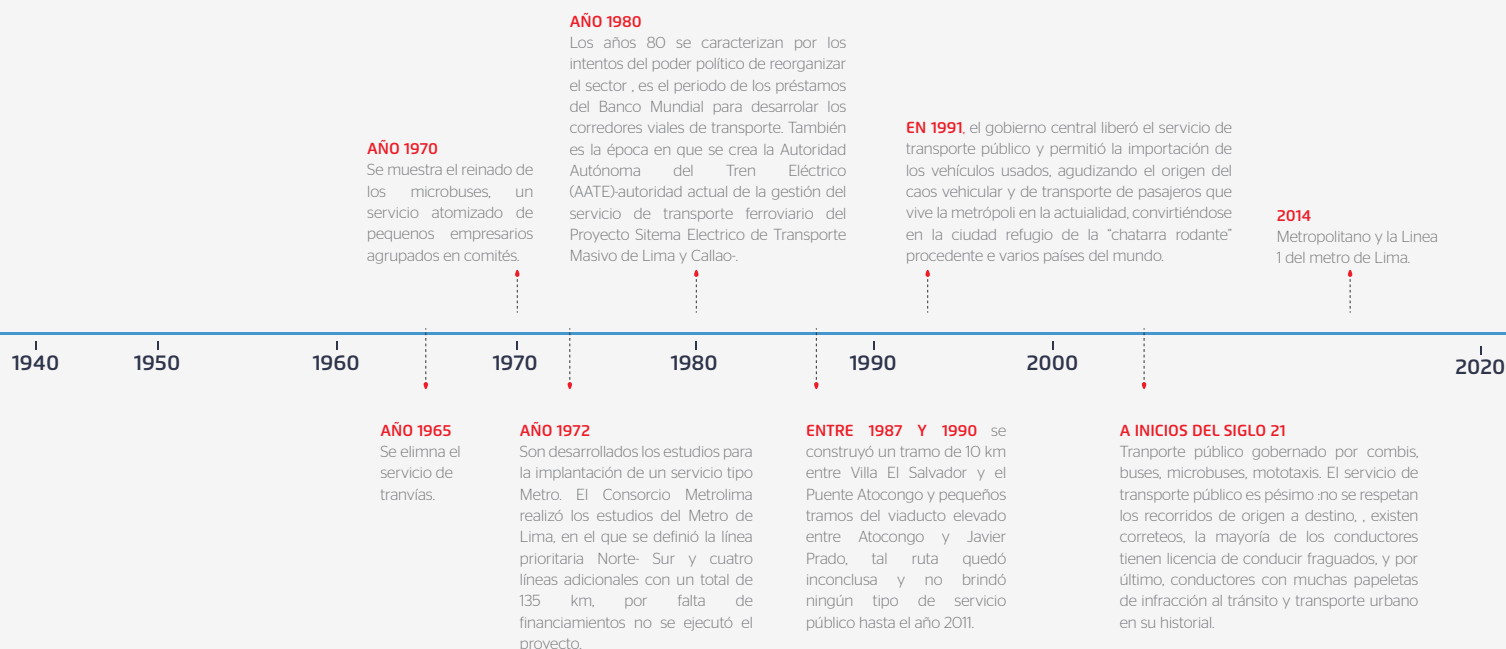 AÑO 1980
Los años 80 se caracterizan por los
intentos del poder político de reorganizar
el sector , es el periodo de los préstamos
del Banco Mundial para desarrolar los
corredores viales de transporte. También
es la época en que se crea la Autoridad
Autónoma del Tren Eléctrico
(AATE)-autoridad actual de la gestión del
servicio de transporte ferroviario del
Proyecto Sitema Electrico de Transporte
Masivo de Lima y Callao-.
AÑO 1970
Se muestra el reinado de
los microbuses, un
servicio atomizado de
pequenos empresarios
agrupados en comités.
EN 1991, el gobierno central liberó el servicio de
transporte público y permitió la importación de
los vehículos usados, agudizando el origen del
caos vehicular y de transporte de pasajeros que
vive la metrópoli en la actuialidad, convirtiéndose
en la ciudad refugio de la “chatarra rodante”
procedente e varios países del mundo.
2014
Metropolitano y la Linea
1 del metro de Lima.
1940 1950 1960 1970 1980 1990 2000 2020
AÑO 1965
Se elimna el
servicio de
tranvías.
AÑO 1972
Son desarrollados los estudios para
la implantación de un servicio tipo
Metro. El Consorcio Metrolima
realizó los estudios del Metro de
Lima, en el que se definió la línea
prioritaria Norte- Sur y cuatro
líneas adicionales con un total de
135 km, por falta de
financiamientos no se ejecutó el
proyecto.
ENTRE 1987 Y 1990 se
construyó un tramo de 10 km
entre Villa El Salvador y el
Puente Atocongo y pequeños
tramos del viaducto elevado
entre Atocongo y Javier
Prado, tal ruta quedó
inconclusa y no brindó
ningún tipo de servicio
público hasta el año 2011.
A INICIOS DEL SIGLO 21
Tranporte público gobernado por combis,
buses, microbuses, mototaxis. El servicio de
transporte público es pésimo :no se respetan
los recorridos de origen a destino, , existen
correteos, la mayoría de los conductores
tienen licencia de conducir fraguados, y por
último, conductores con muchas papeletas
de infracción al tránsito y transporte urbano
en su historial.